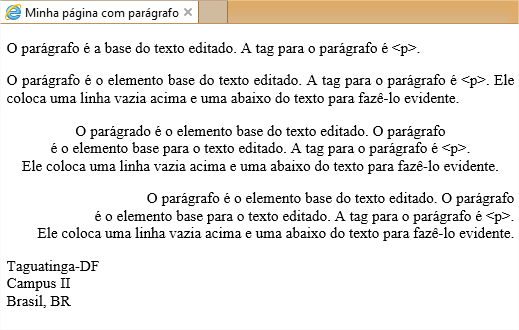 Minha página com parágrafo
O parágrafo é a base do texto editado. A tag para o parágrafo é <p>.
O parágrafo é o elemento base do texto editado. A tag para o parágrafo é <p>. Ele
coloca uma linha vazia acima e uma abaixo do texto para fazê-lo evidente.
O parágrado é o elemento base do texto editado. O parágrafo
é o elemento base para o texto editado. A tag para o parágrafo é <p>.
Ele coloca uma linha vazia acima e uma abaixo do texto para fazê-lo evidente.
O parágrafo é o elemento base do texto editado. O parágrafo
é o elemento base para o texto editado. A tag para o parágrafo é <p>.
Ele coloca uma linha vazia acima e uma abaixo do texto para fazê-lo evidente.
Taguatinga-DF
Campus II
Brasil, BR